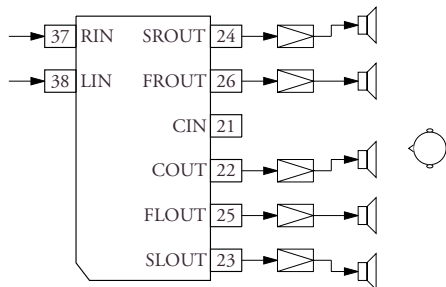 37 RIN SROUT 24
38 LIN FROUT 26
CIN 21
COUT 22
FLOUT 25
SLOUT 23